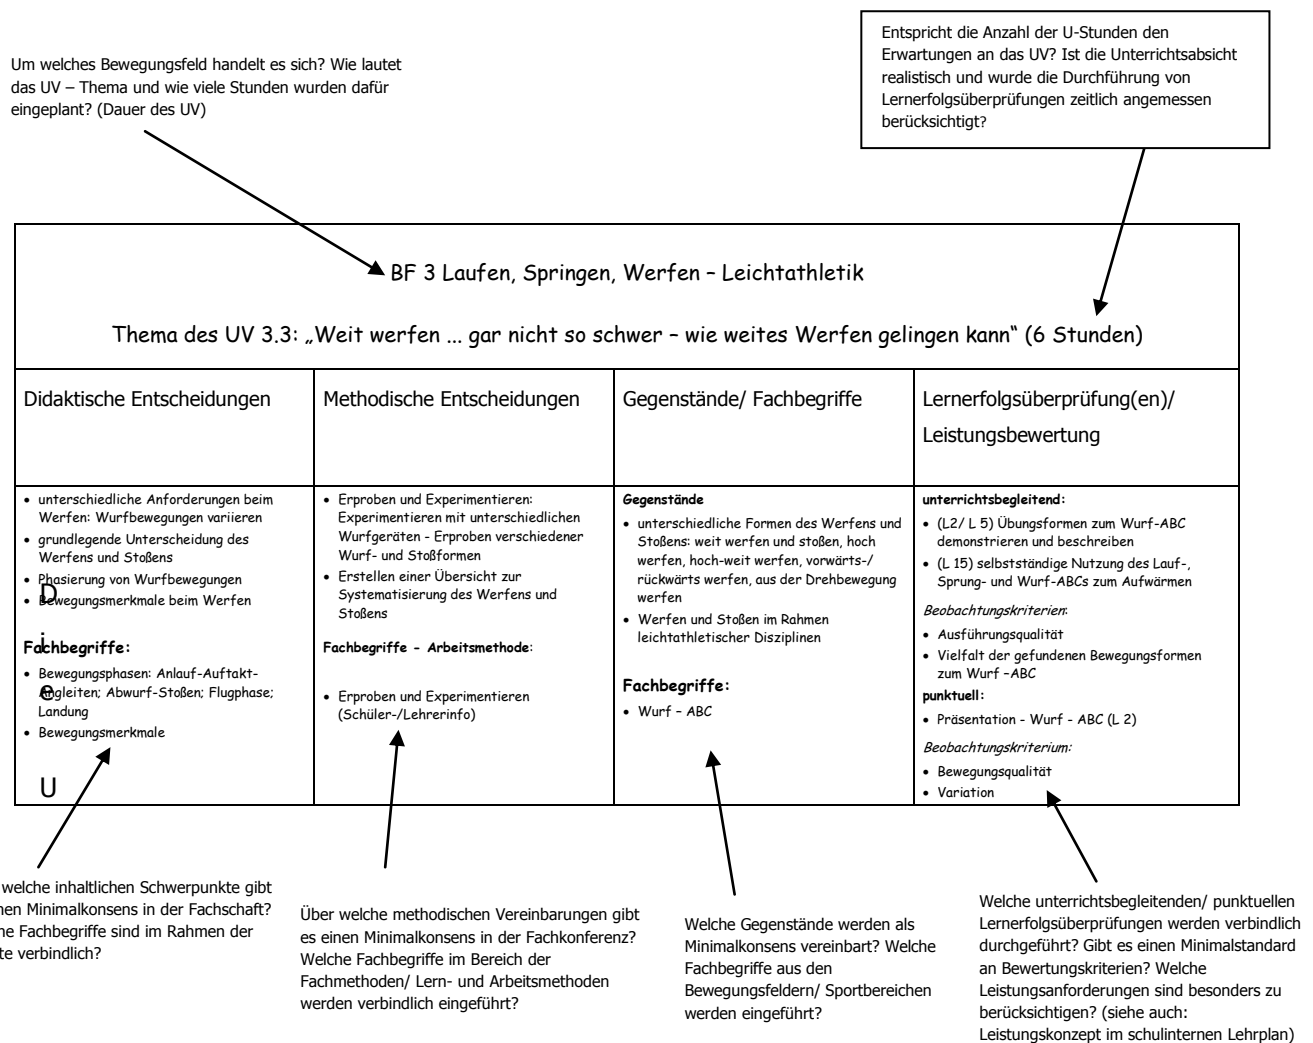 Um welches Bewegungsfeld handelt es sich? Wie lautet
das UV – Thema und wie viele Stunden wurden dafür
eingeplant? (Dauer des UV)
Entspricht die Anzahl der U-Stunden den
Erwartungen an das UV? Ist die Unterrichtsabsicht
realistisch und wurde die Durchführung von
Lernerfolgsüberprüfungen zeitlich angemessen
berücksichtigt?
BF 3 Laufen, Springen, Werfen – Leichtathletik
Thema des UV 3.3: „Weit werfen ... gar nicht so schwer – wie weites Werfen gelingen kann“ (6 Stunden)
Didaktische Entscheidungen
Methodische Entscheidungen
Gegenstände/ Fachbegriffe
Lernerfolgsüberprüfung(en)/
Leistungsbewertung
• unterschiedliche Anforderungen beim
Werfen: Wurfbewegungen variieren
• grundlegende Unterscheidung des
Werfens und Stoßens
• Phasierung von Wurfbewegungen
• Bewegungsmerkmale beim Werfen
Fachbegriffe:
• Bewegungsphasen: Anlauf-Auftakt-
Angleiten; Abwurf-Stoßen; Flugphase;
Landung
• Bewegungsmerkmale
D
i
e
U
• Erproben und Experimentieren:
Experimentieren mit unterschiedlichen
Wurfgeräten - Erproben verschiedener
Wurf- und Stoßformen
• Erstellen einer Übersicht zur
Systematisierung des Werfens und
Stoßens
Fachbegriffe - Arbeitsmethode:
• Erproben und Experimentieren
(Schüler-/Lehrerinfo)
Gegenstände
• unterschiedliche Formen des Werfens und
Stoßens: weit werfen und stoßen, hoch
werfen, hoch-weit werfen, vorwärts-/
rückwärts werfen, aus der Drehbewegung
werfen
• Werfen und Stoßen im Rahmen
leichtathletischer Disziplinen
Fachbegriffe:
• Wurf – ABC
unterrichtsbegleitend:
• (L2/ L 5) Übungsformen zum Wurf-ABC
demonstrieren und beschreiben
• (L 15) selbstständige Nutzung des Lauf-,
Sprung- und Wurf-ABCs zum Aufwärmen
Beobachtungskriterien:
• Ausführungsqualität
• Vielfalt der gefundenen Bewegungsformen
zum Wurf –ABC
punktuell:
• Präsentation - Wurf - ABC (L 2)
Beobachtungskriterium:
• Bewegungsqualität
• Variation
welche inhaltlichen Schwerpunkte gibt
nen Minimalkonsens in der Fachschaft?
he Fachbegriffe sind im Rahmen der
te verbindlich?
Über welche methodischen Vereinbarungen gibt
es einen Minimalkonsens in der Fachkonferenz?
Welche Fachbegriffe im Bereich der
Fachmethoden/ Lern- und Arbeitsmethoden
werden verbindlich eingeführt?
Welche Gegenstände werden als
Minimalkonsens vereinbart? Welche
Fachbegriffe aus den
Bewegungsfeldern/ Sportbereichen
werden eingeführt?
Welche unterrichtsbegleitenden/ punktuellen
Lernerfolgsüberprüfungen werden verbindlich
durchgeführt? Gibt es einen Minimalstandard
an Bewertungskriterien? Welche
Leistungsanforderungen sind besonders zu
berücksichtigen? (siehe auch:
Leistungskonzept im schulinternen Lehrplan)